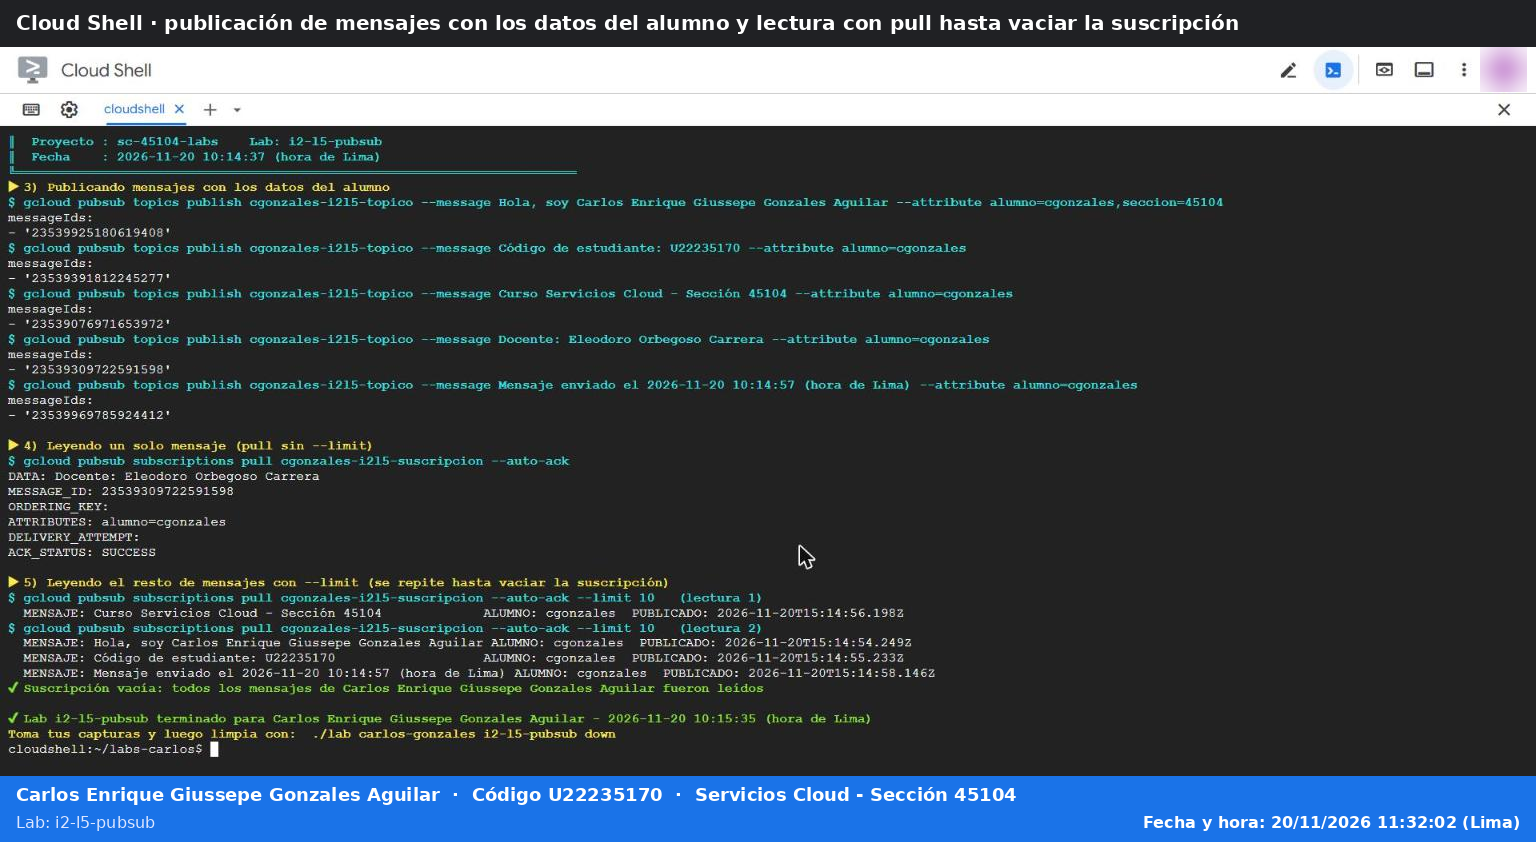 Cloud Shell · publicación de mensajes con los datos del alumno y lectura con pull hasta vaciar la suscripción
Cloud Shell
cloudshell
Proyecto : sc-45104-labs    Lab: i2-l5-pubsub
Fecha    : 2026-11-20 10:14:37 (hora de Lima)
▶ 3) Publicando mensajes con los datos del alumno
$ gcloud pubsub topics publish cgonzales-i2l5-topico --message Hola, soy Carlos Enrique Giussepe Gonzales Aguilar --attribute alumno=cgonzales,seccion=45104
messageIds:
- '23539925180619408'
$ gcloud pubsub topics publish cgonzales-i2l5-topico --message Código de estudiante: U22235170 --attribute alumno=cgonzales
messageIds:
- '23539391812245277'
$ gcloud pubsub topics publish cgonzales-i2l5-topico --message Curso Servicios Cloud - Sección 45104 --attribute alumno=cgonzales
messageIds:
- '23539076971653972'
$ gcloud pubsub topics publish cgonzales-i2l5-topico --message Docente: Eleodoro Orbegoso Carrera --attribute alumno=cgonzales
messageIds:
- '23539309722591598'
$ gcloud pubsub topics publish cgonzales-i2l5-topico --message Mensaje enviado el 2026-11-20 10:14:57 (hora de Lima) --attribute alumno=cgonzales
messageIds:
- '23539969785924412'
▶ 4) Leyendo un solo mensaje (pull sin --limit)
$ gcloud pubsub subscriptions pull cgonzales-i2l5-suscripcion --auto-ack
DATA: Docente: Eleodoro Orbegoso Carrera
MESSAGE_ID: 23539309722591598
ORDERING_KEY:
ATTRIBUTES: alumno=cgonzales
DELIVERY_ATTEMPT:
ACK_STATUS: SUCCESS
▶ 5) Leyendo el resto de mensajes con --limit (se repite hasta vaciar la suscripción)
$ gcloud pubsub subscriptions pull cgonzales-i2l5-suscripcion --auto-ack --limit 10   (lectura 1)
MENSAJE: Curso Servicios Cloud - Sección 45104             ALUMNO: cgonzales  PUBLICADO: 2026-11-20T15:14:56.198Z
$ gcloud pubsub subscriptions pull cgonzales-i2l5-suscripcion --auto-ack --limit 10   (lectura 2)
MENSAJE: Hola, soy Carlos Enrique Giussepe Gonzales Aguilar ALUMNO: cgonzales  PUBLICADO: 2026-11-20T15:14:54.249Z
MENSAJE: Código de estudiante: U22235170                   ALUMNO: cgonzales  PUBLICADO: 2026-11-20T15:14:55.233Z
MENSAJE: Mensaje enviado el 2026-11-20 10:14:57 (hora de Lima) ALUMNO: cgonzales  PUBLICADO: 2026-11-20T15:14:58.146Z
✔ Suscripción vacía: todos los mensajes de Carlos Enrique Giussepe Gonzales Aguilar fueron leídos
✔ Lab i2-l5-pubsub terminado para Carlos Enrique Giussepe Gonzales Aguilar - 2026-11-20 10:15:35 (hora de Lima)
Toma tus capturas y luego limpia con:  ./lab carlos-gonzales i2-l5-pubsub down
cloudshell:~/labs-carlos$
Carlos Enrique Giussepe Gonzales Aguilar · Código U22235170 · Servicios Cloud - Sección 45104
Lab: i2-l5-pubsub
Fecha y hora: 20/11/2026 11:32:02 (Lima)